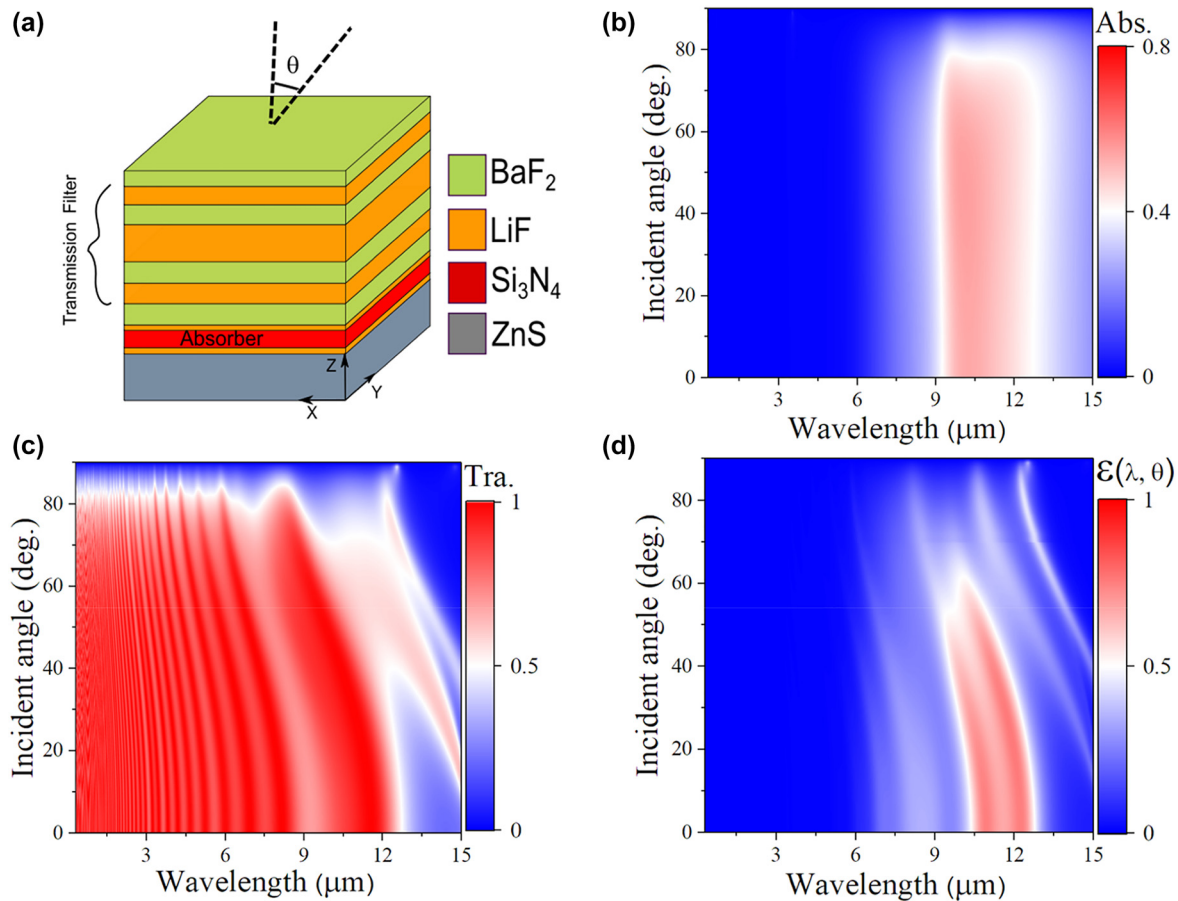 (a)
θ
Transmission Filter
Absorber
Z
Y
X
BaF2
LiF
Si3N4
ZnS
(b)
Abs.
0.8
0.4
0
Incident angle (deg.)
80
60
40
20
0
3 6 9 12 15
Wavelength (μm)
(c)
Tra.
1
0.5
0
Incident angle (deg.)
80
60
40
20
0
3 6 9 12 15
Wavelength (μm)
(d)
ε(λ, θ)
1
0.5
0
Incident angle (deg.)
80
60
40
20
0
3 6 9 12 15
Wavelength (μm)